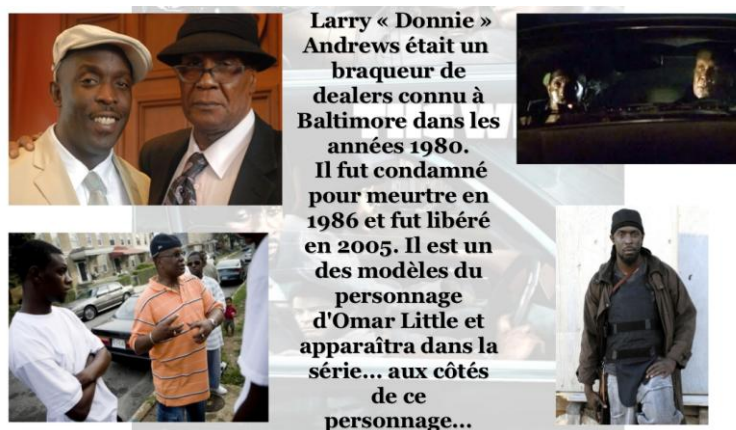 Larry « Donnie »
Andrews était un
braqueur de
dealers connu à
Baltimore dans les
années 1980.
Il fut condamné
pour meurtre en
1986 et fut libéré
en 2005. Il est un
des modèles du
personnage
d'Omar Little et
apparaîtra dans la
série... aux côtés
de ce
personnage...